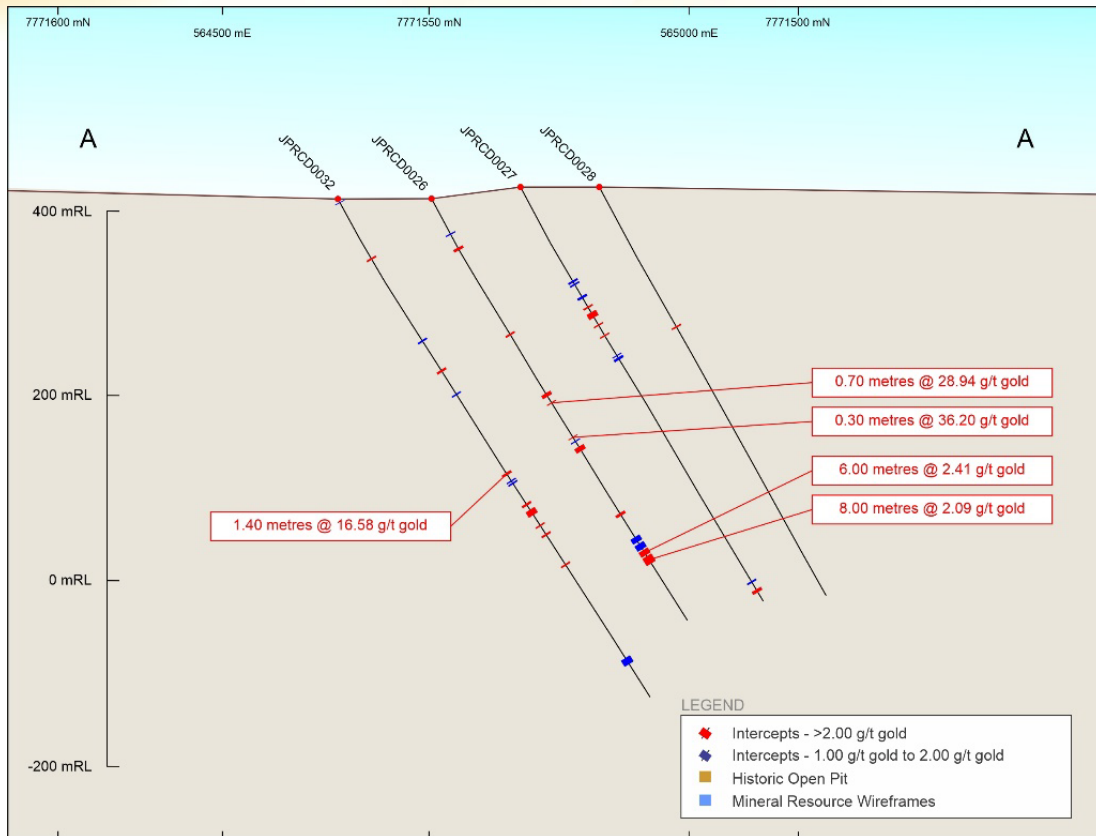 7771600 mN
564500 mE
7771550 mN
565000 mE
7771500 mN
A
A
JPRCD0032
JPRCD0026
JPRCD0027
JPRCD0028
400 mRL
200 mRL
0 mRL
-200 mRL
0.70 metres @ 28.94 g/t gold
0.30 metres @ 36.20 g/t gold
6.00 metres @ 2.41 g/t gold
8.00 metres @ 2.09 g/t gold
1.40 metres @ 16.58 g/t gold
LEGEND
Intercepts - >2.00 g/t gold
Intercepts - 1.00 g/t gold to 2.00 g/t gold
Historic Open Pit
Mineral Resource Wireframes